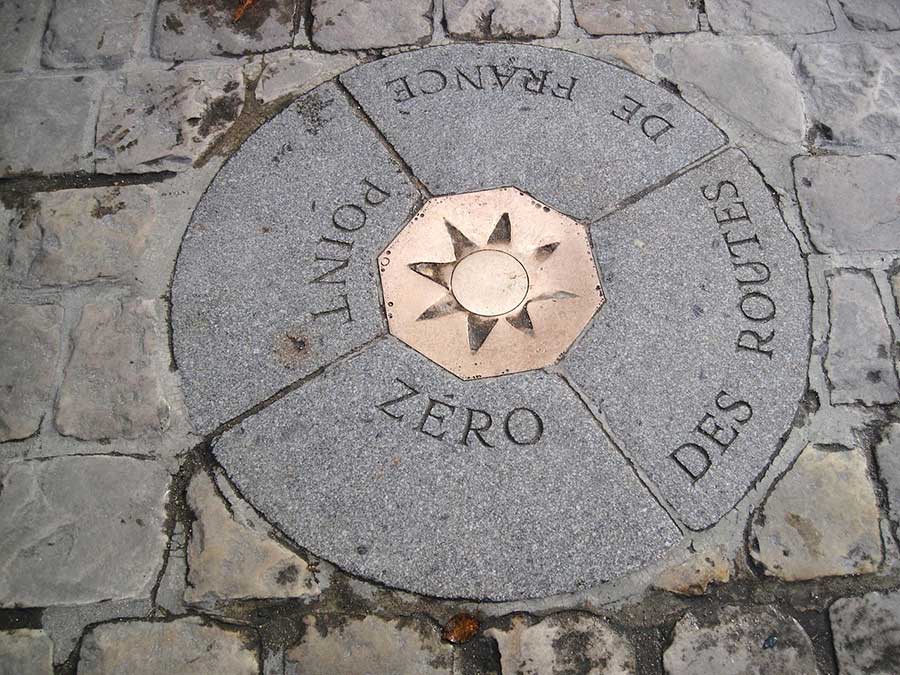 POINT
ZÉRO
DES ROUTES
DE FRANCE